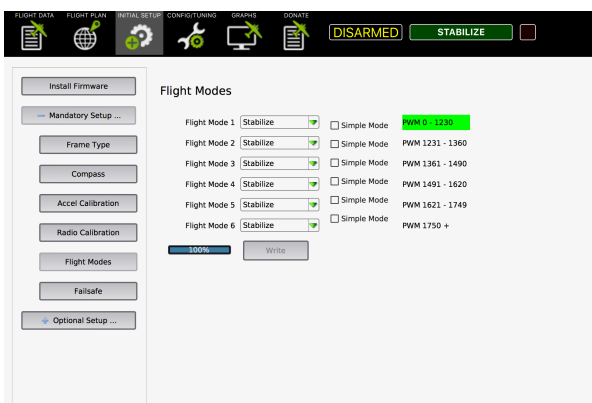 FLIGHT DATA FLIGHT PLAN INITIAL SETUP CONFIG/TUNING GRAPHS DONATE
DISARMED STABILIZE
Install Firmware
Mandatory Setup ...
Frame Type
Compass
Accel Calibration
Radio Calibration
Flight Modes
Failsafe
Optional Setup ...
Flight Modes
Flight Mode 1 Stabilize Simple Mode PWM 0 - 1230
Flight Mode 2 Stabilize Simple Mode PWM 1231 - 1360
Flight Mode 3 Stabilize Simple Mode PWM 1361 - 1490
Flight Mode 4 Stabilize Simple Mode PWM 1491 - 1620
Flight Mode 5 Stabilize Simple Mode PWM 1621 - 1749
Flight Mode 6 Stabilize Simple Mode PWM 1750 +
100% Write